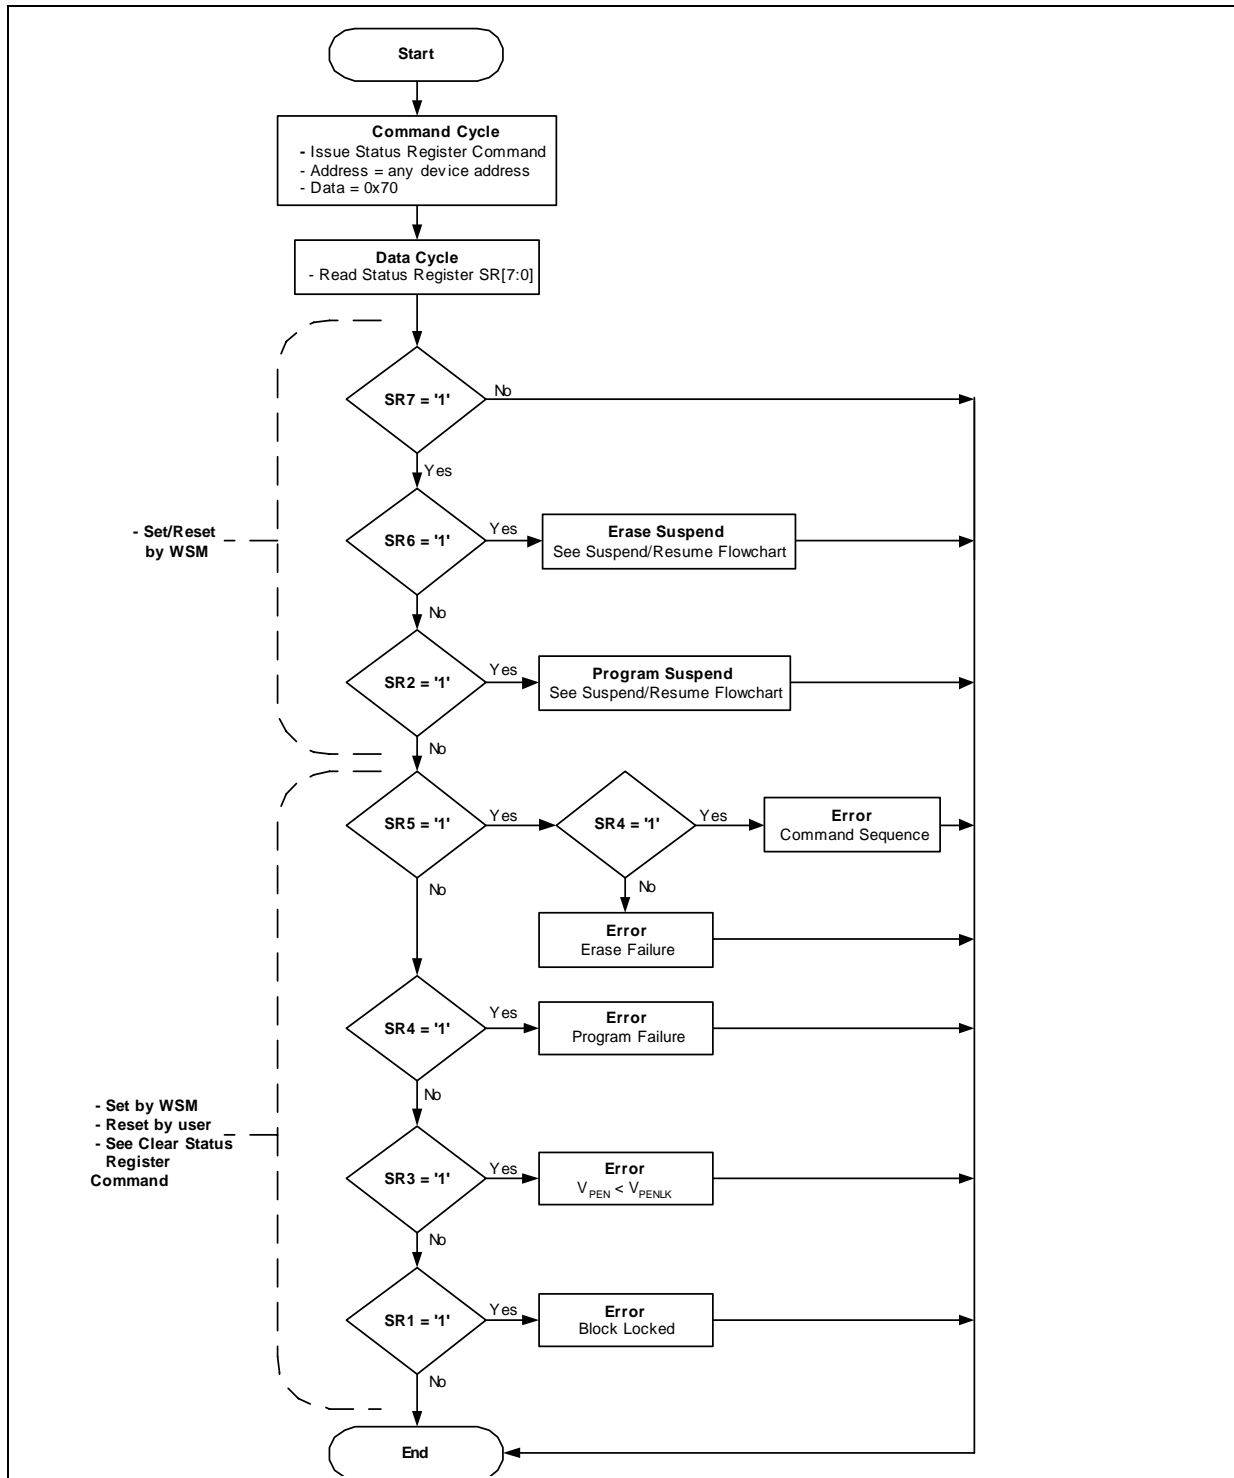 Start
Command Cycle
- Issue Status Register Command
- Address = any device address
- Data = 0x70
Data Cycle
- Read Status Register SR[7:0]
SR7 = '1'
No
Yes
- Set/Reset
by WSM
SR6 = '1'
Yes
Erase Suspend
See Suspend/Resume Flowchart
No
SR2 = '1'
Yes
Program Suspend
See Suspend/Resume Flowchart
No
SR5 = '1'
Yes
SR4 = '1'
Yes
Error
Command Sequence
No
No
Error
Erase Failure
SR4 = '1'
Yes
Error
Program Failure
No
- Set by WSM
- Reset by user
- See Clear Status
Register
Command
SR3 = '1'
Yes
Error
VPEN < VPENLK
No
SR1 = '1'
Yes
Error
Block Locked
No
End